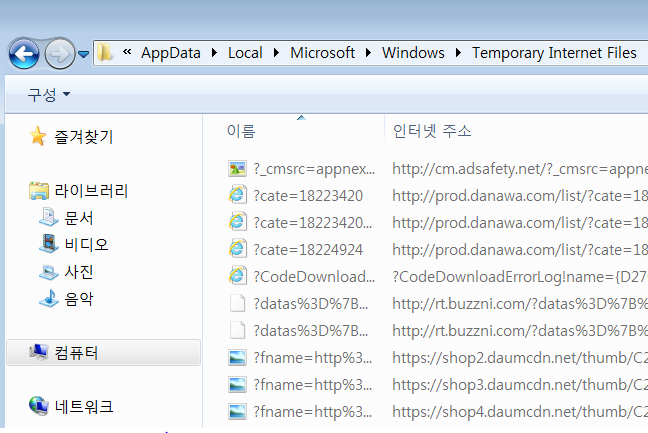 « AppData ▸ Local ▸ Microsoft ▸ Windows ▸ Temporary Internet Files
구성
이름 인터넷 주소
즐겨찾기
라이브러리
문서
비디오
사진
음악
컴퓨터
네트워크
?_cmsrc=appnex... http://cm.adsafety.net/?_cmsrc=appne
?cate=18223420 http://prod.danawa.com/list/?cate=18
?cate=18223420... http://prod.danawa.com/list/?cate=18
?cate=18224924 http://prod.danawa.com/list/?cate=18
?CodeDownload... ?CodeDownloadErrorLog!name={D27
?datas%3D%7B... http://rt.buzzni.com/?datas%3D%7B%
?datas%3D%7B... http://rt.buzzni.com/?datas%3D%7B%
?fname=http%3... https://shop2.daumcdn.net/thumb/C2
?fname=http%3... https://shop3.daumcdn.net/thumb/C2
?fname=http%3... https://shop4.daumcdn.net/thumb/C2